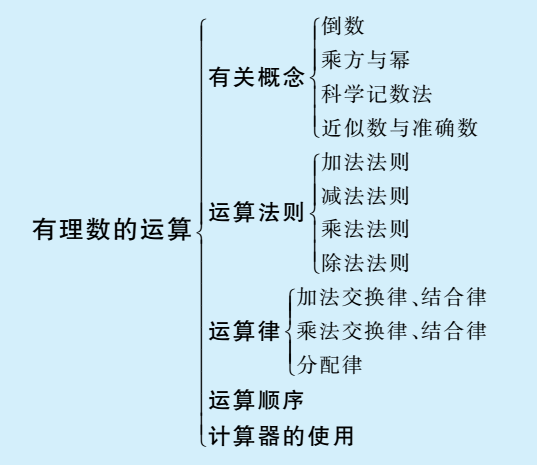 有理数的运算
有关概念
倒数
乘方与幂
科学记数法
近似数与准确数
运算法则
加法法则
减法法则
乘法法则
除法法则
运算律
加法交换律、结合律
乘法交换律、结合律
分配律
运算顺序
计算器的使用